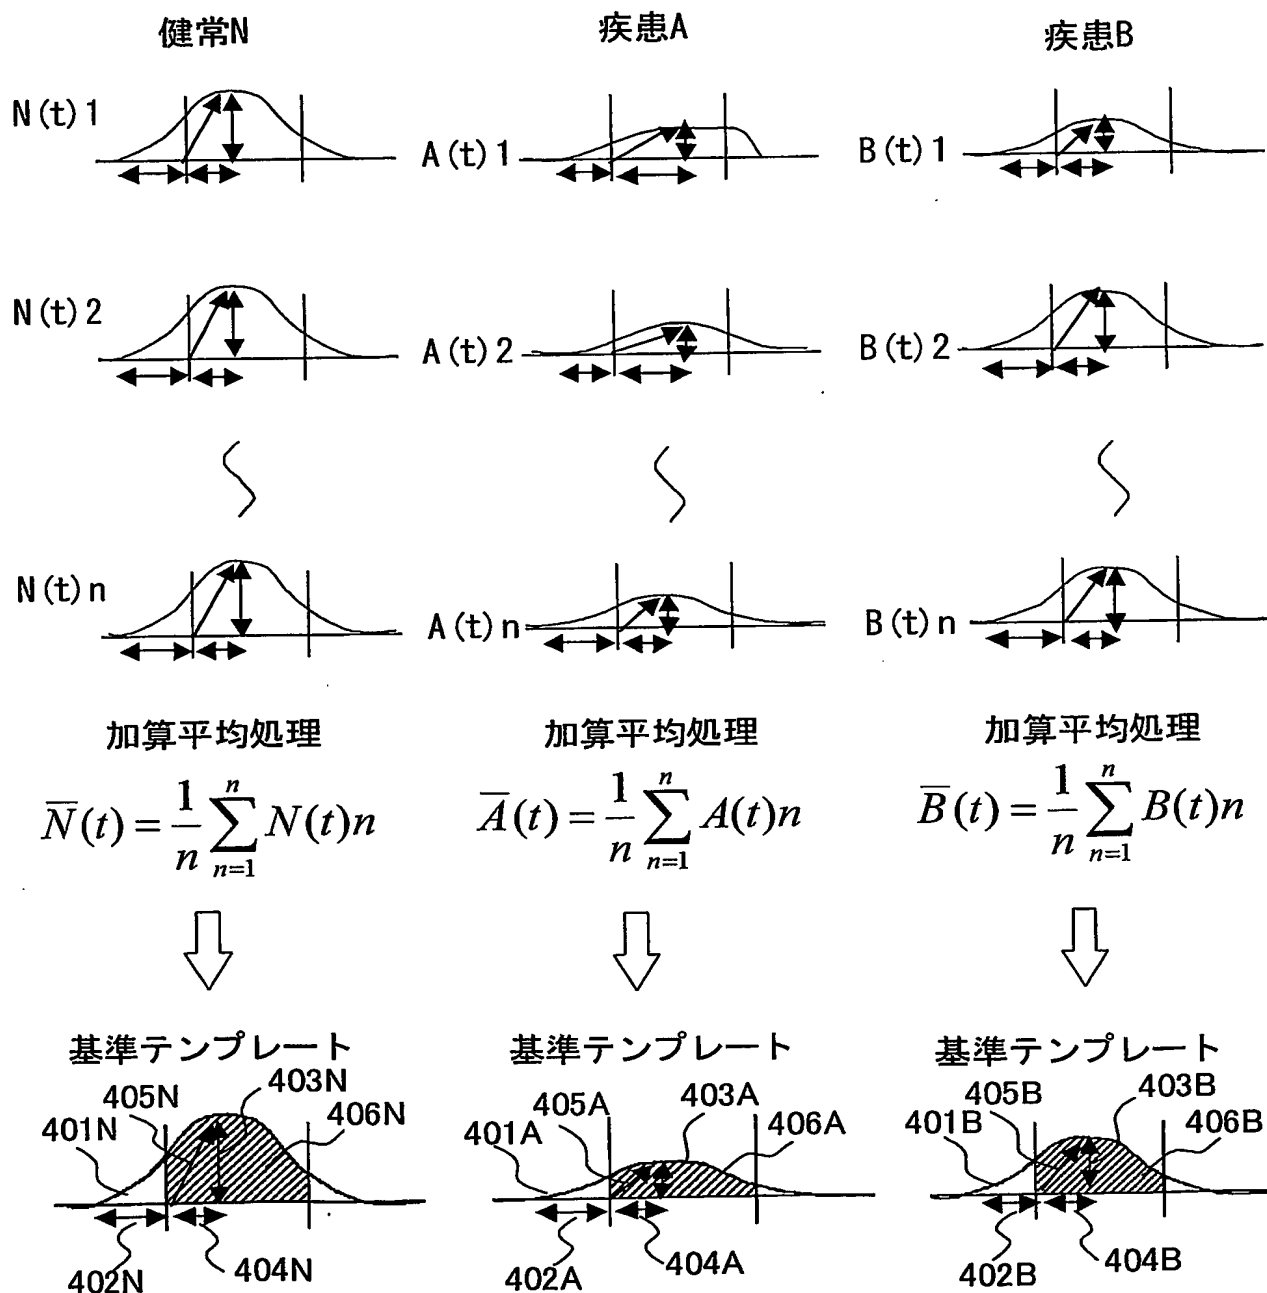 健常N 疾患A 疾患B
N(t)1 A(t)1 B(t)1
N(t)2 A(t)2 B(t)2
N(t)n A(t)n B(t)n
加算平均処理 加算平均処理 加算平均処理
N̅(t) = 1/n ∑_{n=1}^{n} N(t)n A̅(t) = 1/n ∑_{n=1}^{n} A(t)n B̅(t) = 1/n ∑_{n=1}^{n} B(t)n
基準テンプレート 基準テンプレート 基準テンプレート
405N 403N 405A 403A 405B 403B
401N 406N 401A 406A 401B 406B
402N 404N 402A 404A 402B 404B